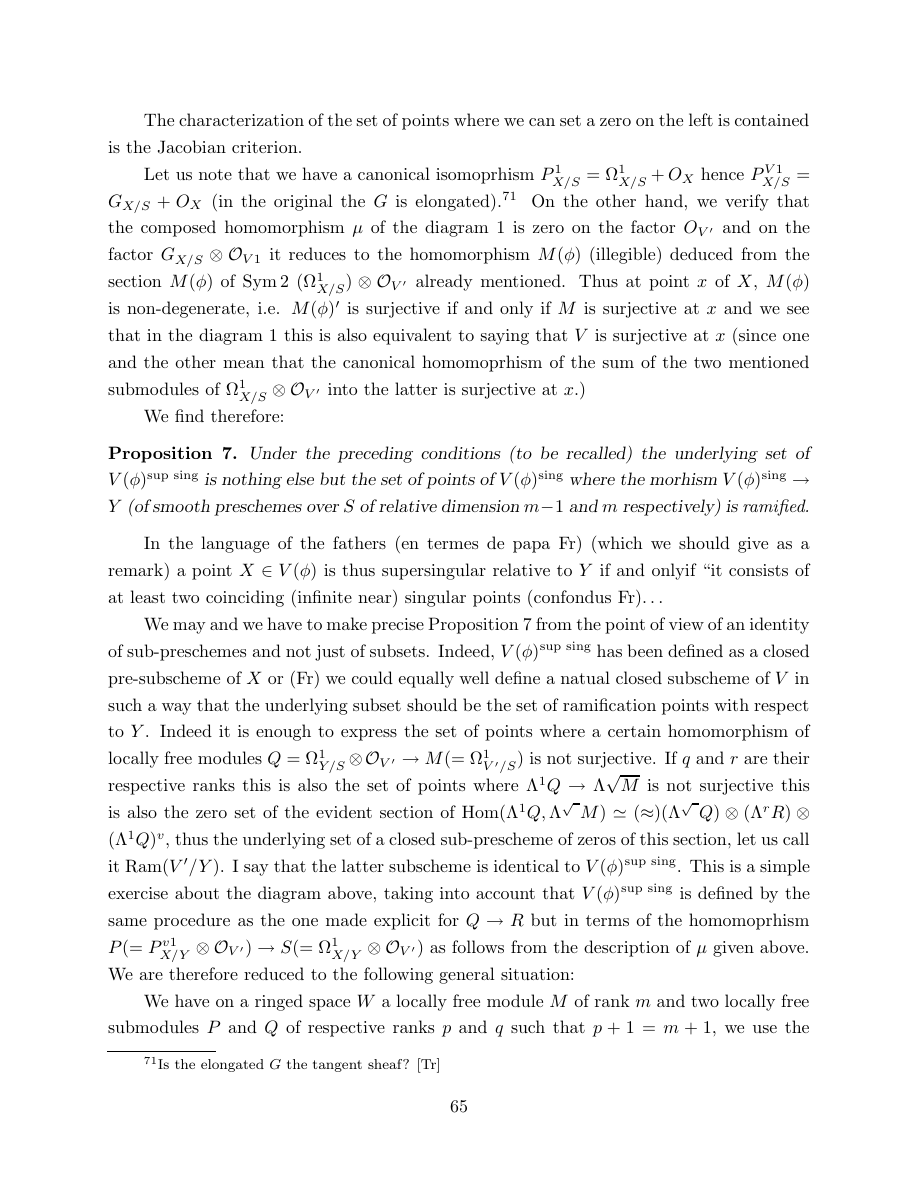 The characterization of the set of points where we can set a zero on the left is contained
is the Jacobian criterion.
Let us note that we have a canonical isomoprhism P^1_{X/S} = Ω^1_{X/S} + O_X hence P^{V1}_{X/S} =
G_{X/S} + O_X (in the original the G is elongated).^71 On the other hand, we verify that
the composed homomorphism μ of the diagram 1 is zero on the factor O_{V′} and on the
factor G_{X/S} ⊗ 𝒪_{V1} it reduces to the homomorphism M(ϕ) (illegible) deduced from the
section M(ϕ) of Sym 2 (Ω^1_{X/S}) ⊗ 𝒪_{V′} already mentioned. Thus at point x of X, M(ϕ)
is non-degenerate, i.e. M(ϕ)′ is surjective if and only if M is surjective at x and we see
that in the diagram 1 this is also equivalent to saying that V is surjective at x (since one
and the other mean that the canonical homomoprhism of the sum of the two mentioned
submodules of Ω^1_{X/S} ⊗ 𝒪_{V′} into the latter is surjective at x.)
We find therefore:
Proposition 7. Under the preceding conditions (to be recalled) the underlying set of
V(ϕ)^{sup sing} is nothing else but the set of points of V(ϕ)^{sing} where the morhism V(ϕ)^{sing} →
Y (of smooth preschemes over S of relative dimension m−1 and m respectively) is ramified.
In the language of the fathers (en termes de papa Fr) (which we should give as a
remark) a point X ∈ V(ϕ) is thus supersingular relative to Y if and onlyif “it consists of
at least two coinciding (infinite near) singular points (confondus Fr)...
We may and we have to make precise Proposition 7 from the point of view of an identity
of sub-preschemes and not just of subsets. Indeed, V(ϕ)^{sup sing} has been defined as a closed
pre-subscheme of X or (Fr) we could equally well define a natual closed subscheme of V in
such a way that the underlying subset should be the set of ramification points with respect
to Y. Indeed it is enough to express the set of points where a certain homomorphism of
locally free modules Q = Ω^1_{Y/S} ⊗ 𝒪_{V′} → M(= Ω^1_{V′/S}) is not surjective. If q and r are their
respective ranks this is also the set of points where Λ^1Q → Λ√M is not surjective this
is also the zero set of the evident section of Hom(Λ^1Q, Λ^√ M) ≃ (≈)(Λ^√ Q) ⊗ (Λ^rR) ⊗
(Λ^1Q)^v, thus the underlying set of a closed sub-prescheme of zeros of this section, let us call
it Ram(V′/Y). I say that the latter subscheme is identical to V(ϕ)^{sup sing}. This is a simple
exercise about the diagram above, taking into account that V(ϕ)^{sup sing} is defined by the
same procedure as the one made explicit for Q → R but in terms of the homomoprhism
P(= P^{v1}_{X/Y} ⊗ 𝒪_{V′}) → S(= Ω^1_{X/Y} ⊗ 𝒪_{V′}) as follows from the description of μ given above.
We are therefore reduced to the following general situation:
We have on a ringed space W a locally free module M of rank m and two locally free
submodules P and Q of respective ranks p and q such that p + 1 = m + 1, we use the
^71Is the elongated G the tangent sheaf? [Tr]
65